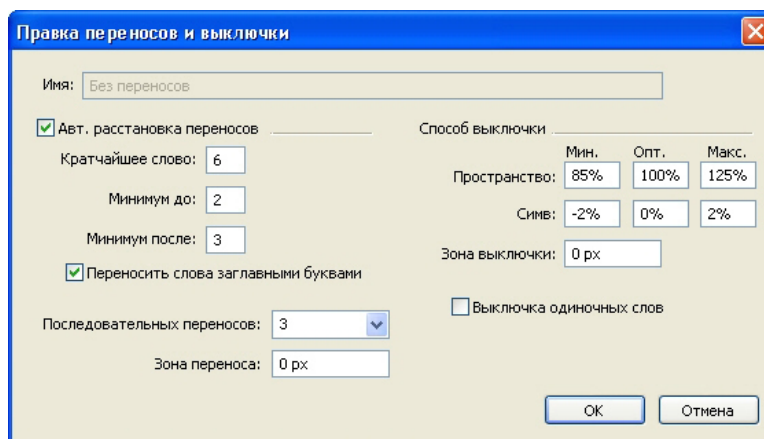 Правка переносов и выключки
Имя: Без переносов
Авт. расстановка переносов
Кратчайшее слово: 6
Минимум до: 2
Минимум после: 3
Переносить слова заглавными буквами
Последовательных переносов: 3
Зона переноса: 0 px
Способ выключки
Мин. Опт. Макс.
Пространство: 85% 100% 125%
Симв: -2% 0% 2%
Зона выключки: 0 px
Выключка одиночных слов
OK Отмена